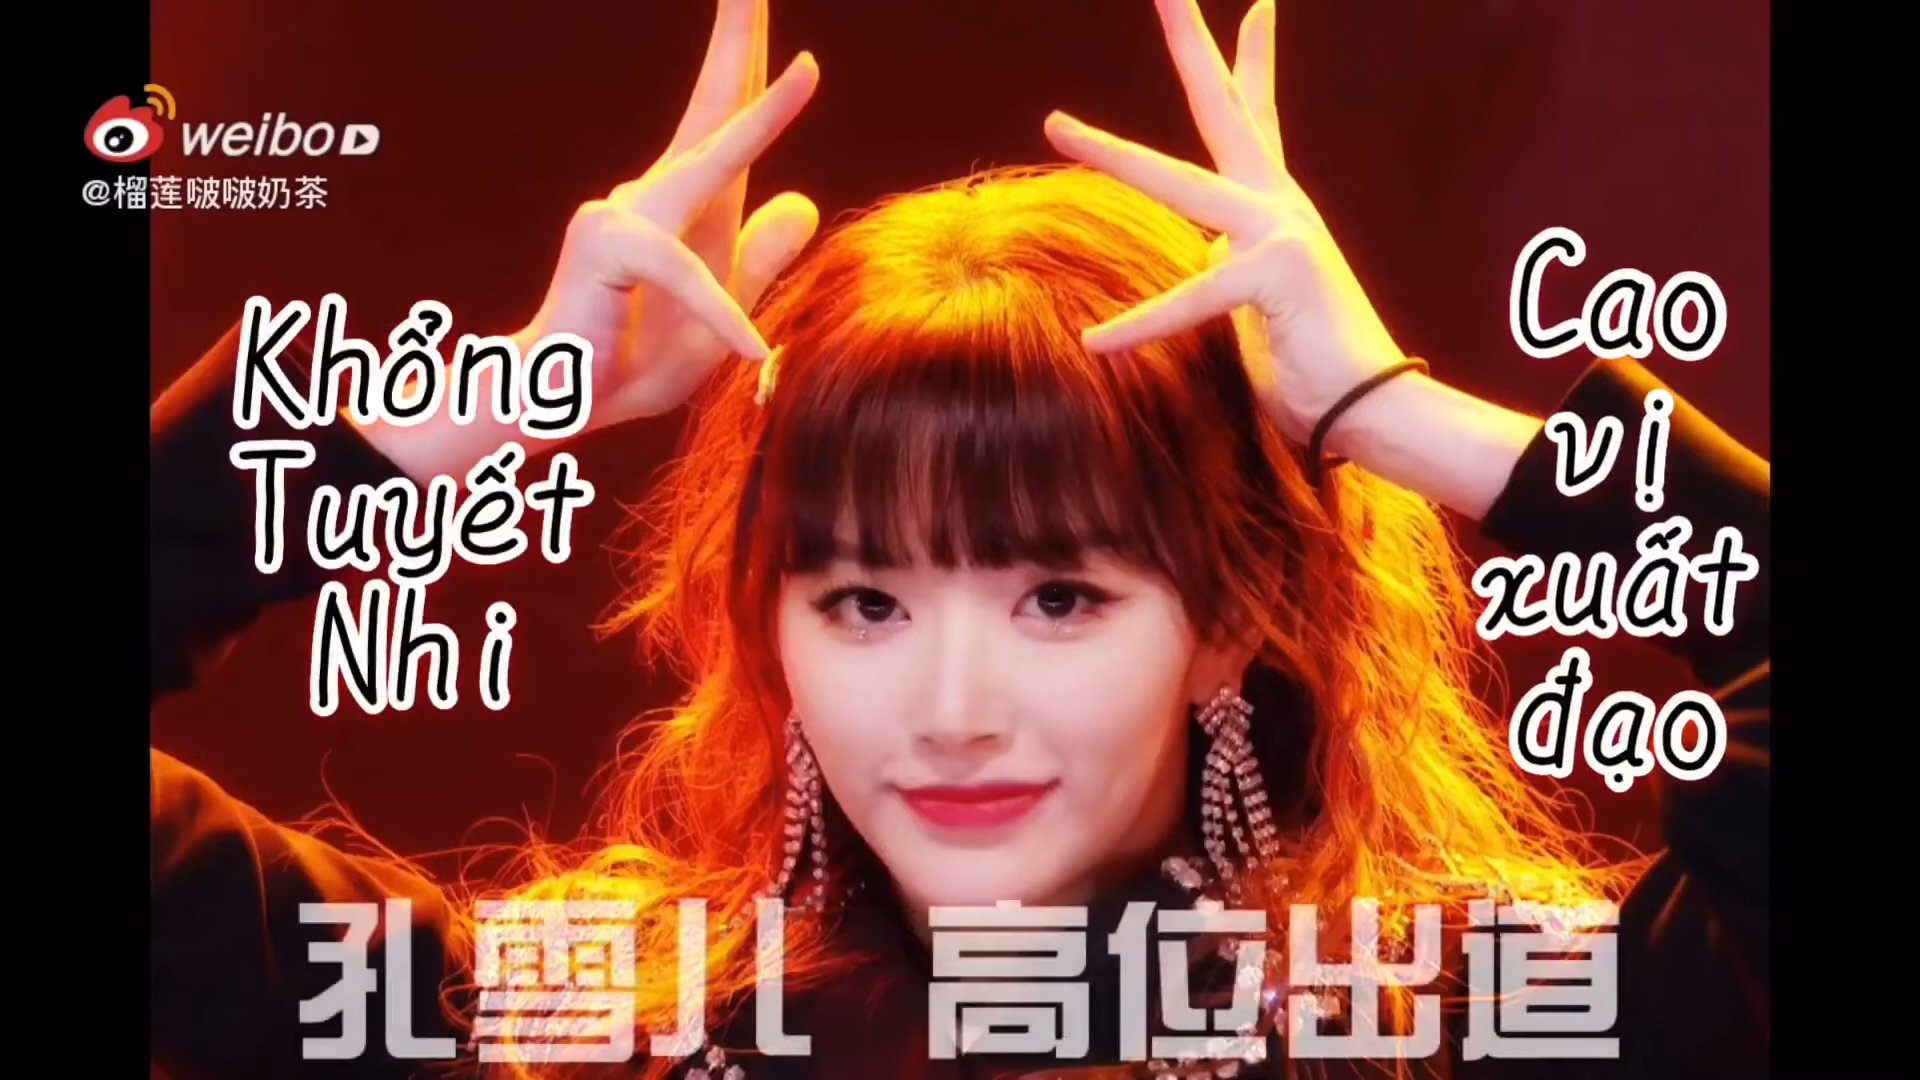 weibo
@榴莲啵啵奶茶
Khổng
Tuyết
Nhi
Cao
vị
xuất
đạo
孔雪儿 高位出道